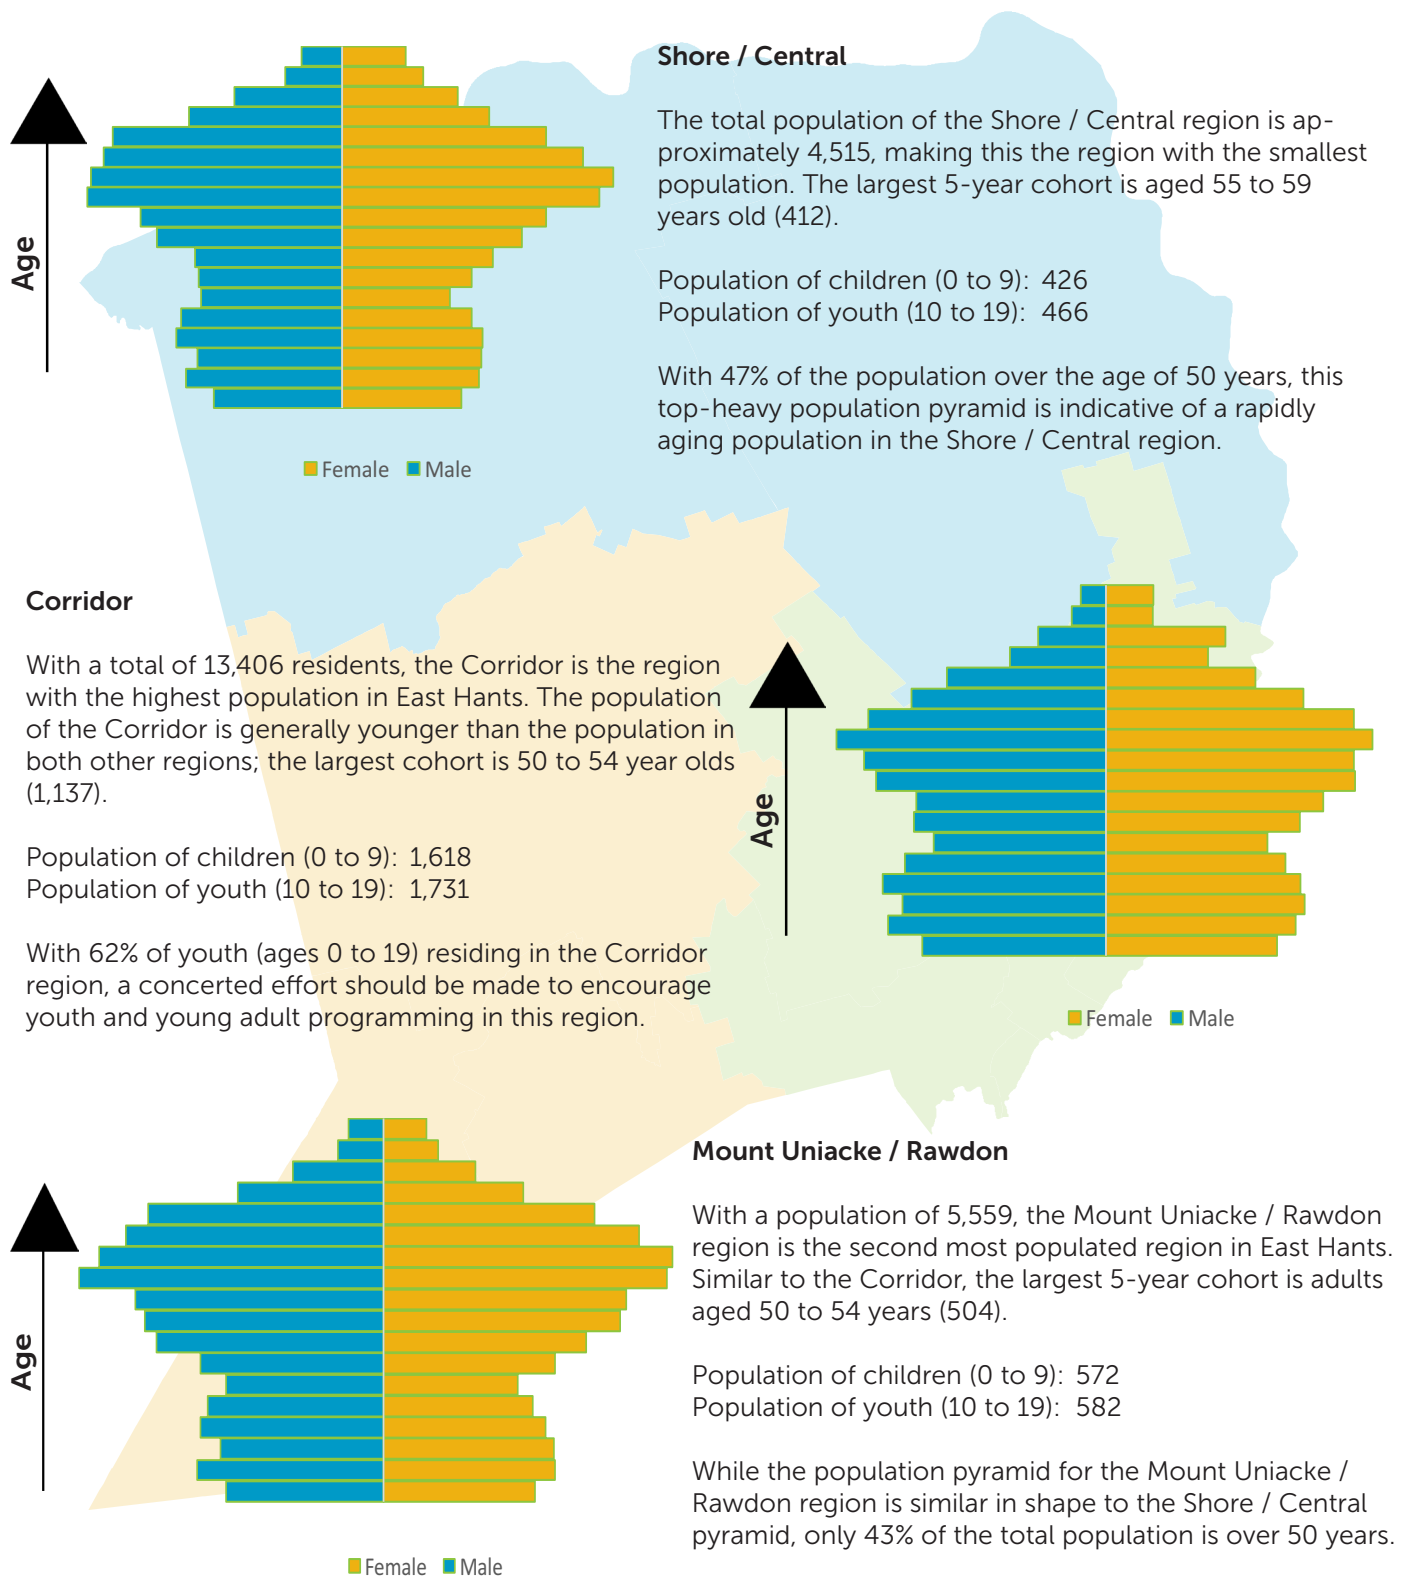 Shore / Central
The total population of the Shore / Central region is ap-
proximately 4,515, making this the region with the smallest
population. The largest 5-year cohort is aged 55 to 59
years old (412).
Population of children (0 to 9): 426
Population of youth (10 to 19): 466
With 47% of the population over the age of 50 years, this
top-heavy population pyramid is indicative of a rapidly
aging population in the Shore / Central region.
Age
Female Male
Corridor
With a total of 13,406 residents, the Corridor is the region
with the highest population in East Hants. The population
of the Corridor is generally younger than the population in
both other regions; the largest cohort is 50 to 54 year olds
(1,137).
Population of children (0 to 9): 1,618
Population of youth (10 to 19): 1,731
With 62% of youth (ages 0 to 19) residing in the Corridor
region, a concerted effort should be made to encourage
youth and young adult programming in this region.
Age
Female Male
Mount Uniacke / Rawdon
With a population of 5,559, the Mount Uniacke / Rawdon
region is the second most populated region in East Hants.
Similar to the Corridor, the largest 5-year cohort is adults
aged 50 to 54 years (504).
Population of children (0 to 9): 572
Population of youth (10 to 19): 582
While the population pyramid for the Mount Uniacke /
Rawdon region is similar in shape to the Shore / Central
pyramid, only 43% of the total population is over 50 years.
Age
Female Male